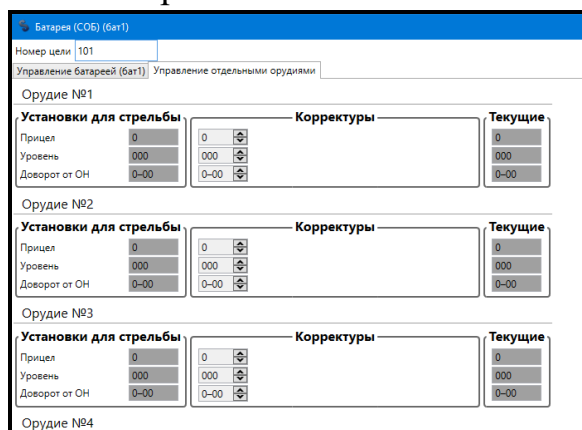 Батарея (СОБ) (бат1)
Номер цели 101
Управление батареей (бат1) Управление отдельными орудиями
Орудие №1
Установки для стрельбы Корректуры Текущие
Прицел 0 0 0
Уровень 000 000 000
Доворот от ОН 0–00 0–00 0–00
Орудие №2
Установки для стрельбы Корректуры Текущие
Прицел 0 0 0
Уровень 000 000 000
Доворот от ОН 0–00 0–00 0–00
Орудие №3
Установки для стрельбы Корректуры Текущие
Прицел 0 0 0
Уровень 000 000 000
Доворот от ОН 0–00 0–00 0–00
Орудие №4